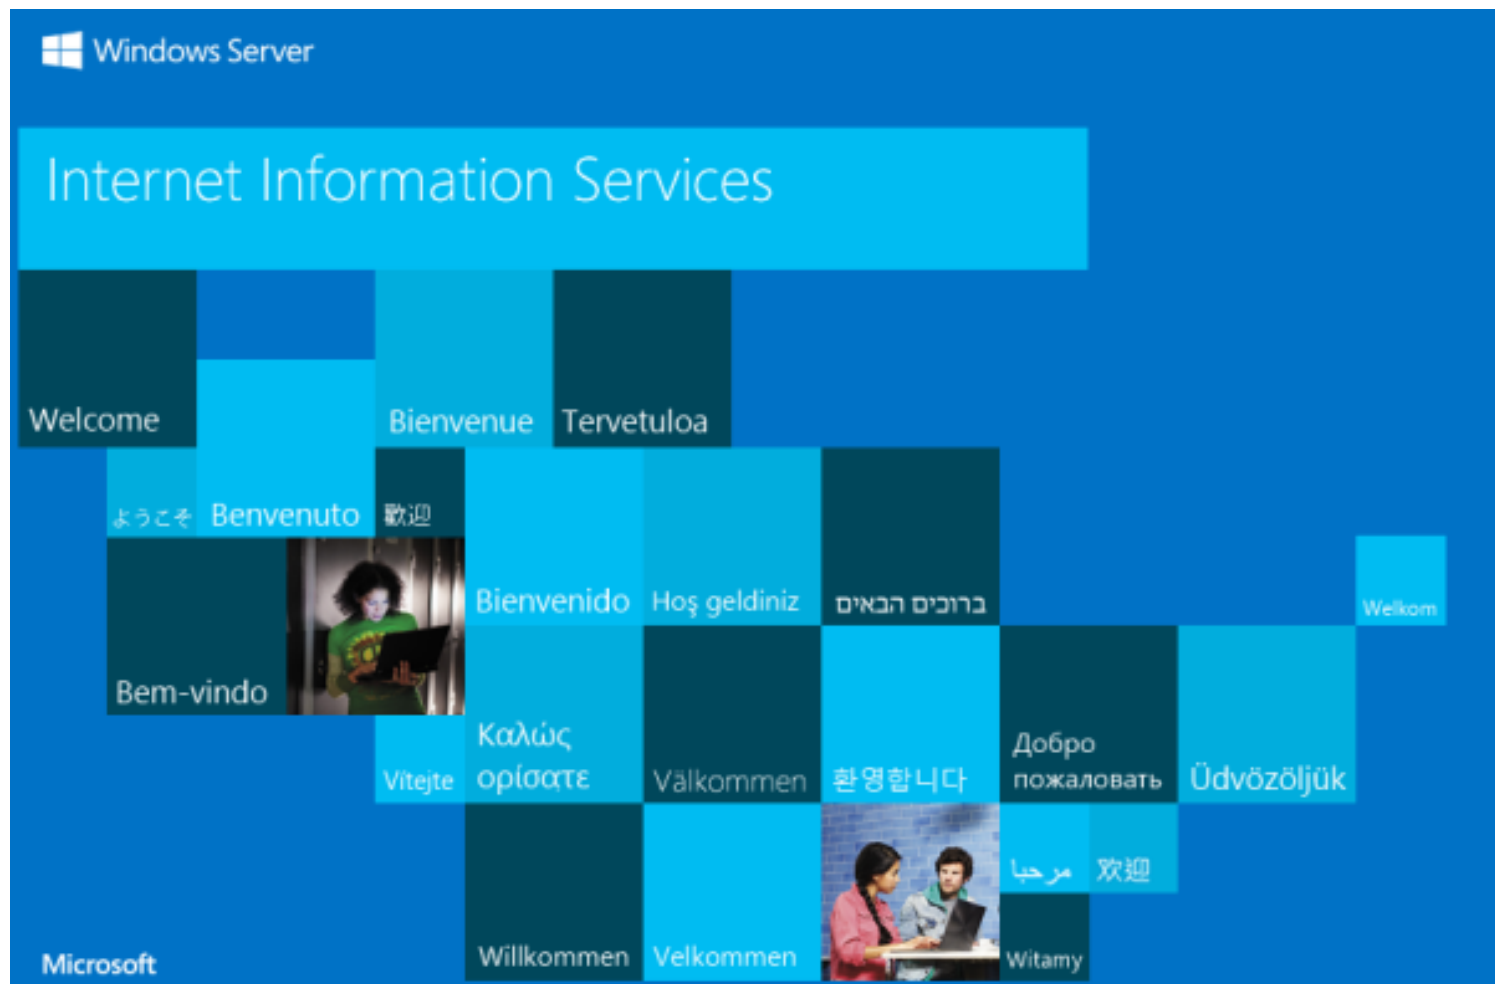 Windows Server
Internet Information Services
Welcome
Bienvenue
Tervetuloa
ようこそ
Benvenuto
歡迎
Bienvenido
Hoş geldiniz
ברוכים הבאים
Welkom
Bem-vindo
Vítejte
Καλώς
ορίσατε
Välkommen
환영합니다
Добро
пожаловать
Üdvözöljük
مرحبا
欢迎
Willkommen
Velkommen
Witamy
Microsoft